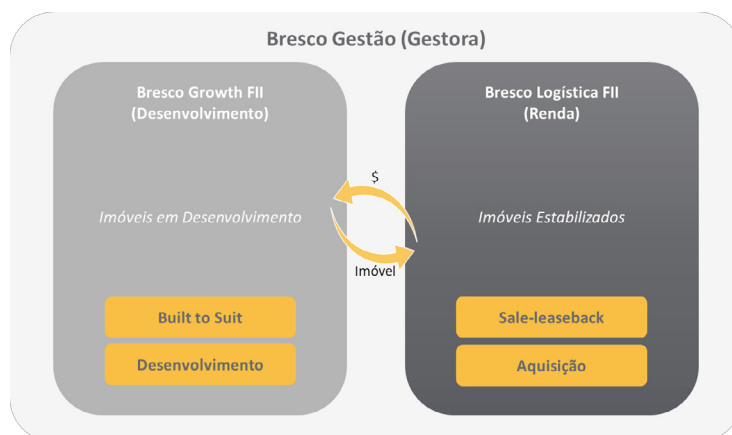 Bresco Gestão (Gestora)
Bresco Growth FII
(Desenvolvimento)
Imóveis em Desenvolvimento
Built to Suit
Desenvolvimento
$
Imóvel
Bresco Logística FII
(Renda)
Imóveis Estabilizados
Sale-leaseback
Aquisição